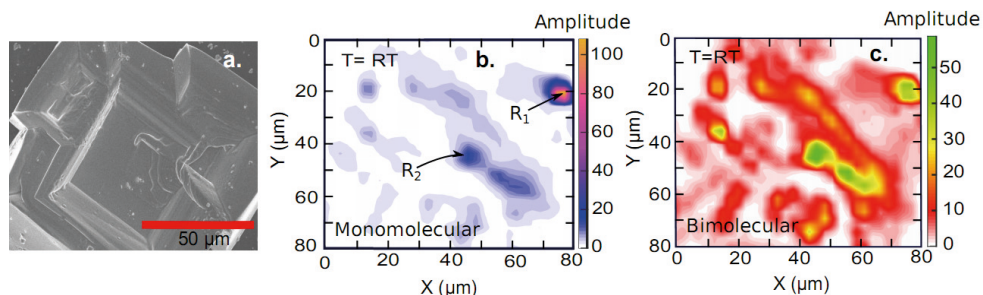 a.
50 µm
Amplitude
T= RT
b.
R1
R2
Monomolecular
0
20
40
60
80
Y (µm)
0 20 40 60 80
X (µm)
100
80
60
40
20
0
Amplitude
T=RT
c.
Bimolecular
0
20
40
60
80
Y (µm)
0 20 40 60 80
X (µm)
50
40
30
20
10
0